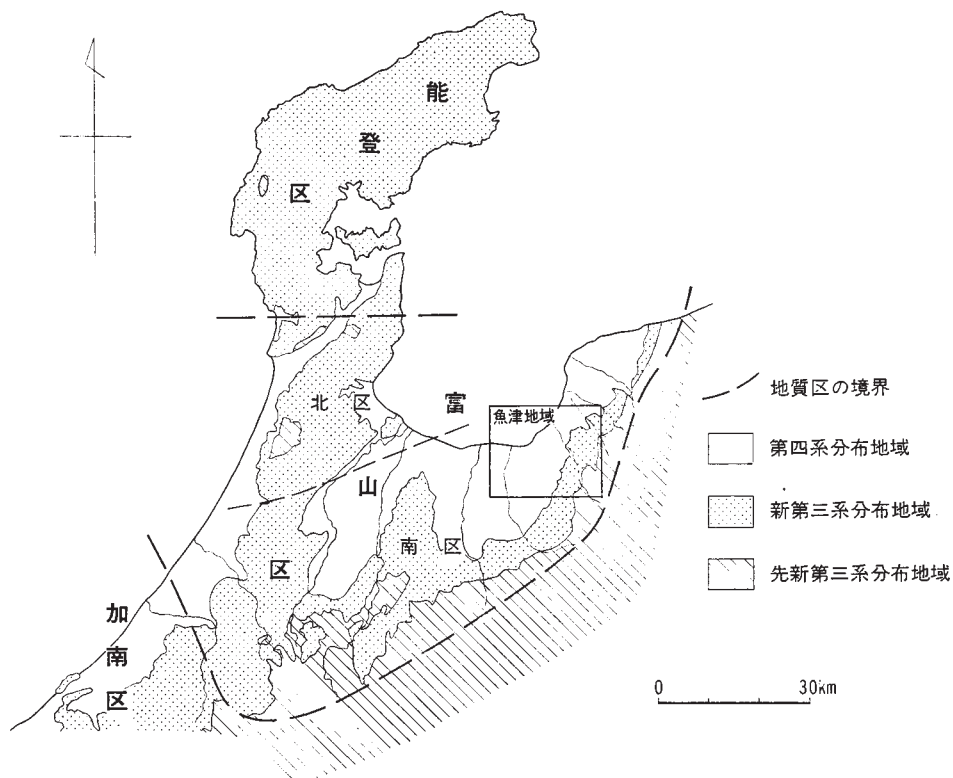 能
登
区
北区
富
山
区
魚津地域
南区
加
南
区
地質区の境界
第四系分布地域
新第三系分布地域
先新第三系分布地域
0 30km